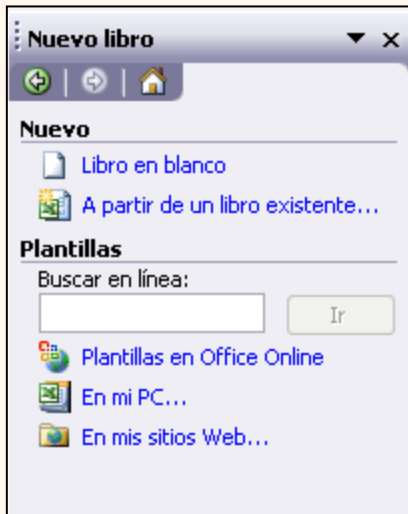 Nuevo libro
Nuevo
Libro en blanco
A partir de un libro existente...
Plantillas
Buscar en línea:
Ir
Plantillas en Office Online
En mi PC...
En mis sitios Web...